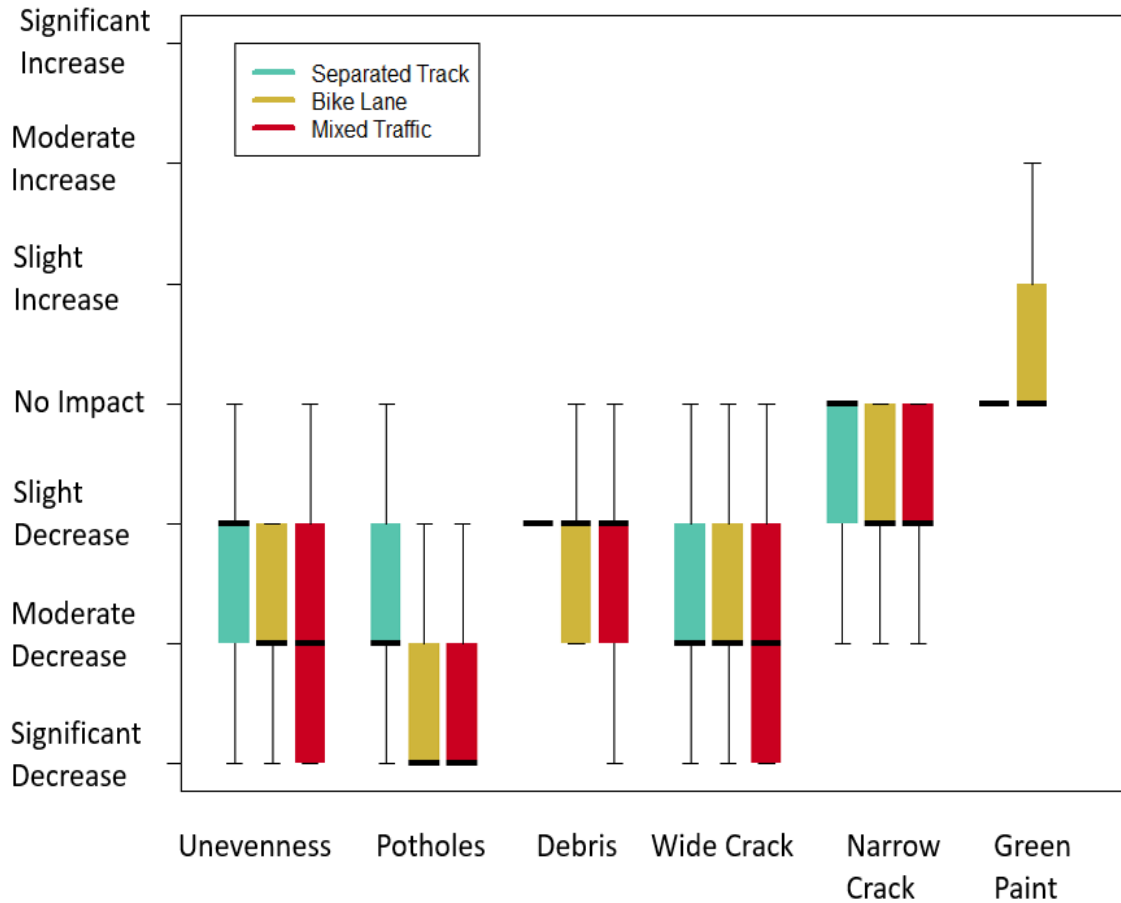 Significant
Increase
Separated Track
Bike Lane
Mixed Traffic
Moderate
Increase
Slight
Increase
No Impact
Slight
Decrease
Moderate
Decrease
Significant
Decrease
Unevenness Potholes Debris Wide Crack Narrow Green
Crack Paint